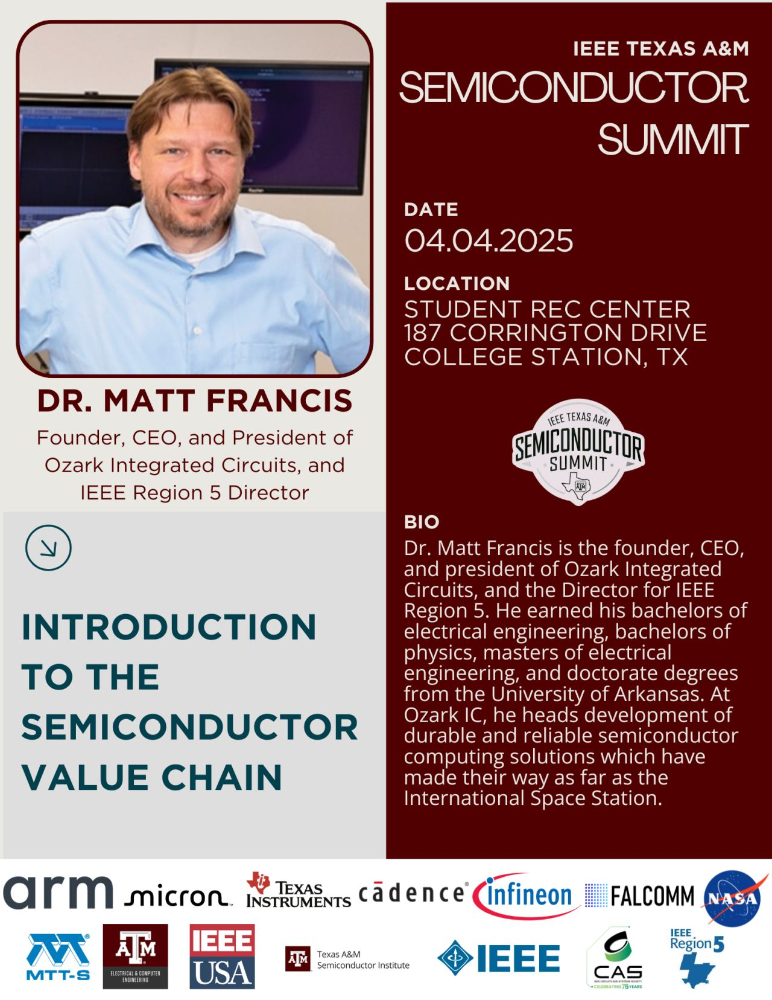 IEEE TEXAS A&M
SEMICONDUCTOR
SUMMIT
DATE
04.04.2025
LOCATION
STUDENT REC CENTER
187 CORRINGTON DRIVE
COLLEGE STATION, TX
DR. MATT FRANCIS
Founder, CEO, and President of
Ozark Integrated Circuits, and
IEEE Region 5 Director
IEEE TEXAS A&M
SEMICONDUCTOR
SUMMIT
ATM
INTRODUCTION
TO THE
SEMICONDUCTOR
VALUE CHAIN
BIO
Dr. Matt Francis is the founder, CEO,
and president of Ozark Integrated
Circuits, and the Director for IEEE
Region 5. He earned his bachelors of
electrical engineering, bachelors of
physics, masters of electrical
engineering, and doctorate degrees
from the University of Arkansas. At
Ozark IC, he heads development of
durable and reliable semiconductor
computing solutions which have
made their way as far as the
International Space Station.
arm
micron™
TEXAS
INSTRUMENTS
cādence®
infineon
FALCOMM
NASA
MTT-S®
ATM®
ELECTRICAL & COMPUTER
ENGINEERING
IEEE
USA
ATM
Texas A&M
Semiconductor Institute
IEEE
CAS
IEEE CIRCUITS AND SYSTEMS SOCIETY
CELEBRATING 75 YEARS
IEEE
Region 5